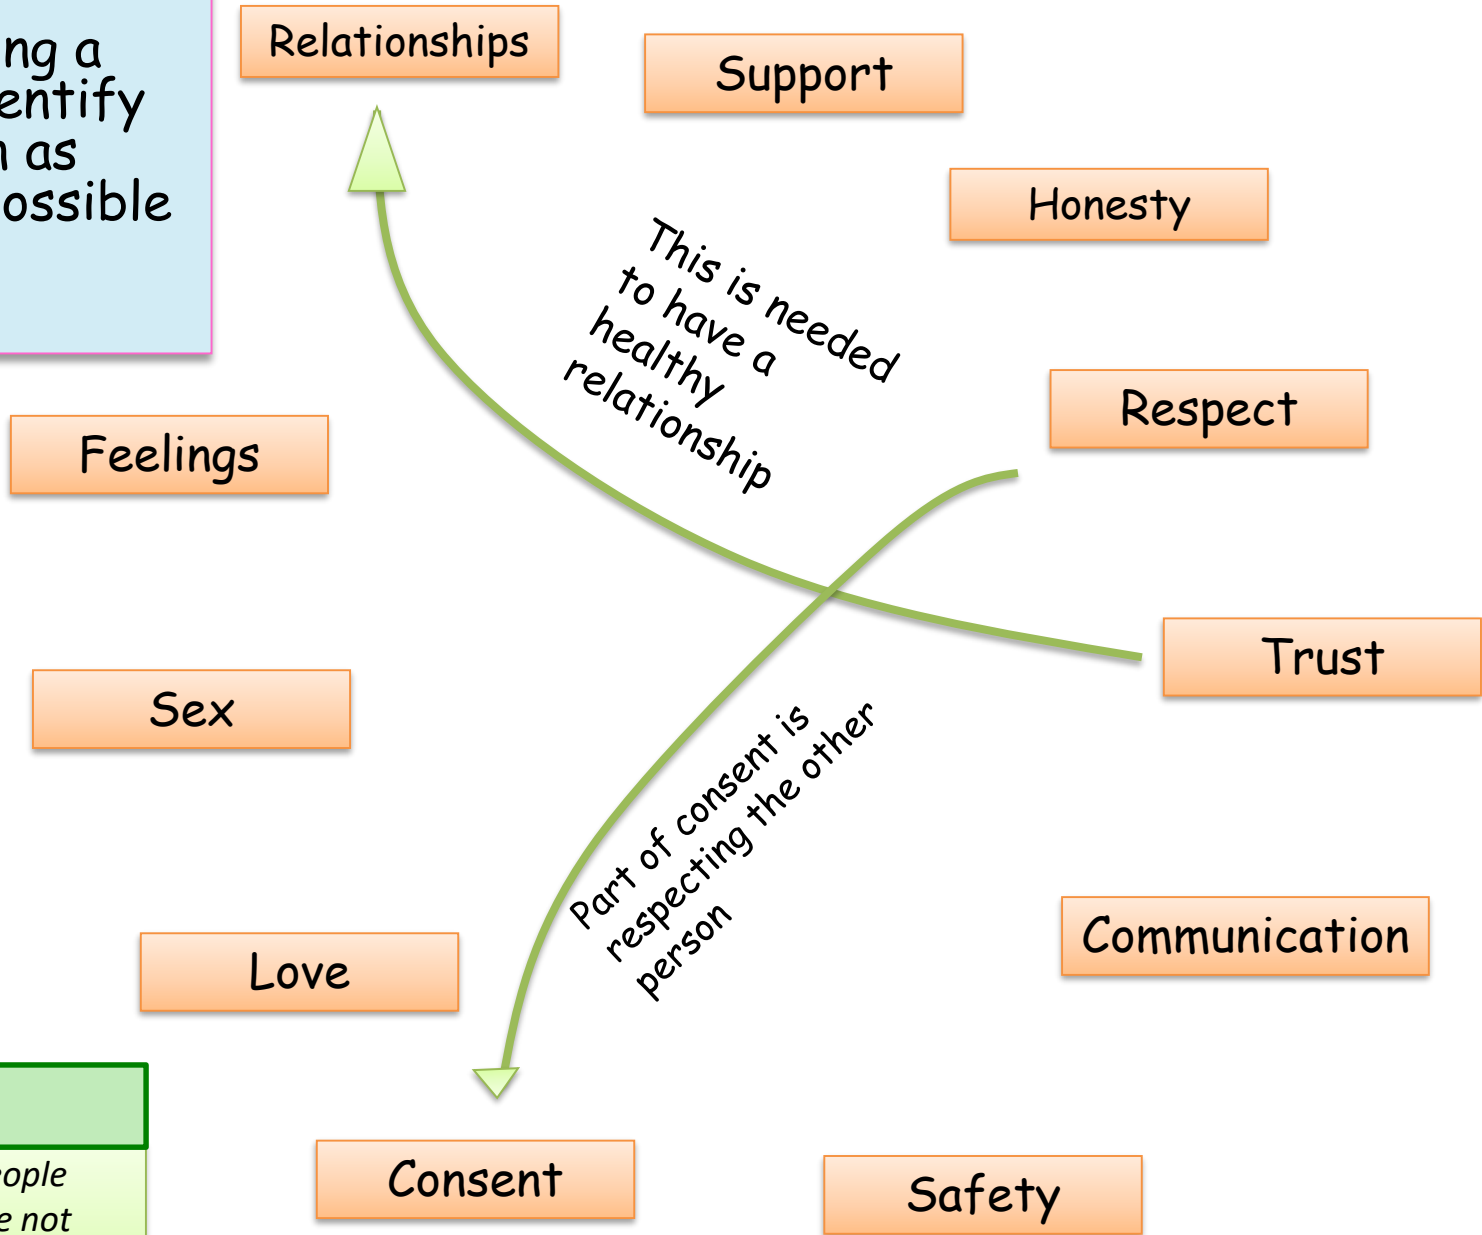 ng a
entify
as
ossible
Relationships
Support
Honesty
This is needed
to have a
healthy
relationship
Respect
Feelings
Trust
Sex
Part of consent is
respecting the other
person
Communication
Love
Consent
Safety
eople
e not